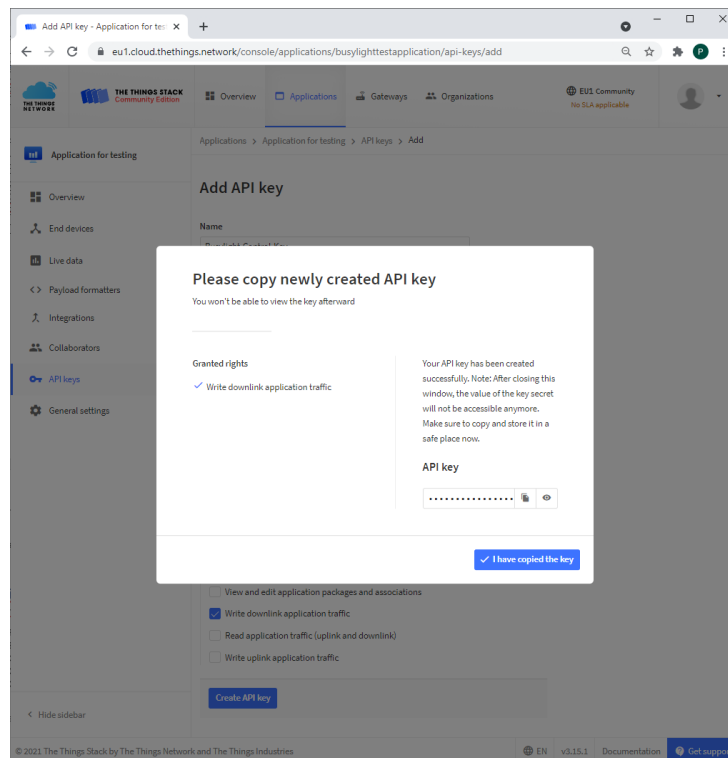 Add API key - Application for tes
eu1.cloud.thethings.network/console/applications/busylighttestapplication/api-keys/add
P
THE THINGS
NETWORK
THE THINGS STACK
Community Edition
Overview
Applications
Gateways
Organizations
EU1 Community
No SLA applicable
Applications > Application for testing > API keys > Add
Application for testing
Add API key
Overview
Name
End devices
Live data
Payload formatters
Integrations
Collaborators
API keys
General settings
Please copy newly created API key
You won't be able to view the key afterward
Granted rights
Write downlink application traffic
Your API key has been created
successfully. Note: After closing this
window, the value of the key secret
will not be accessible anymore.
Make sure to copy and store it in a
safe place now.
API key
I have copied the key
View and edit application packages and associations
Write downlink application traffic
Read application traffic (uplink and downlink)
Write uplink application traffic
Create API key
< Hide sidebar
© 2021 The Things Stack by The Things Network and The Things Industries
EN
v3.15.1
Documentation
Get suppor